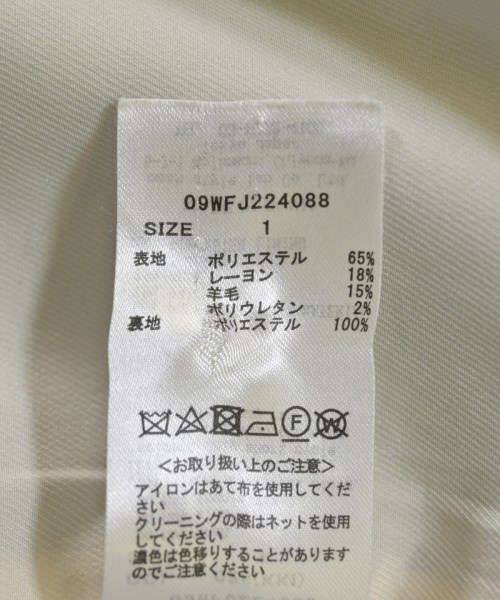 09WFJ224088
SIZE 1
表地 ポリエステル 65%
レーヨン 18%
羊毛 15%
ポリウレタン 2%
裏地 ポリエステル 100%
F W
<お取り扱い上のご注意>
アイロンはあて布を使用してくだ
さい
クリーニングの際はネットを使用
してください
濃色は色移りすることがあります
のでご注意ください